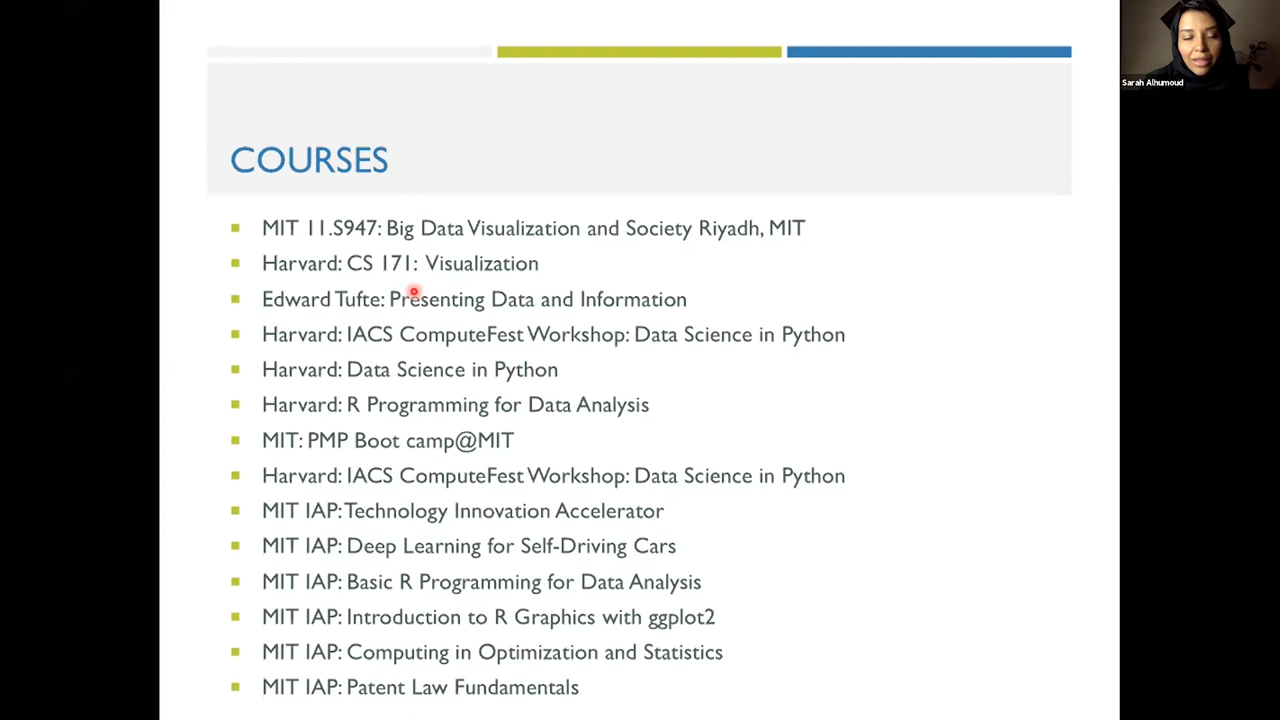 Sarah Alhumoud
COURSES
MIT 11.S947: Big Data Visualization and Society Riyadh, MIT
Harvard: CS 171: Visualization
Edward Tufte: Presenting Data and Information
Harvard: IACS ComputeFest Workshop: Data Science in Python
Harvard: Data Science in Python
Harvard: R Programming for Data Analysis
MIT: PMP Boot camp@MIT
Harvard: IACS ComputeFest Workshop: Data Science in Python
MIT IAP: Technology Innovation Accelerator
MIT IAP: Deep Learning for Self-Driving Cars
MIT IAP: Basic R Programming for Data Analysis
MIT IAP: Introduction to R Graphics with ggplot2
MIT IAP: Computing in Optimization and Statistics
MIT IAP: Patent Law Fundamentals